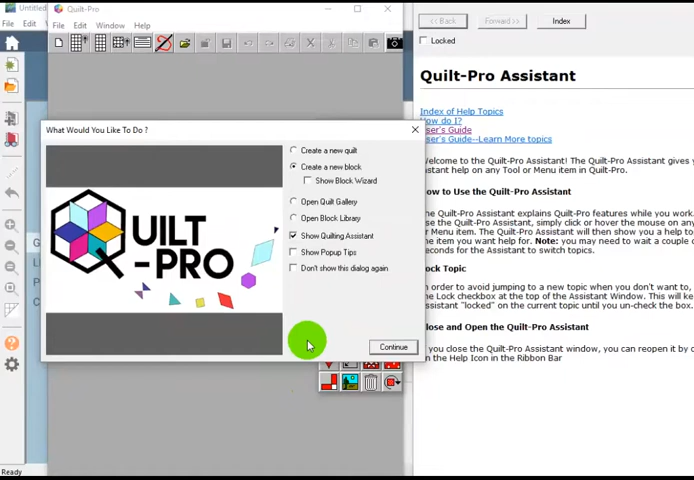 Untitled
Quilt-Pro
File Edit
File Edit Window Help
<< Back
Forward >>
Index
Locked
Quilt-Pro Assistant
Index of Help Topics
How do I?
User's Guide
User's Guide--Learn More topics
Welcome to the Quilt-Pro Assistant! The Quilt-Pro Assistant gives
nstant help on any Tool or Menu item in Quilt-Pro.
ow to Use the Quilt-Pro Assistant
Assistant explains Quilt-Pro features while you work.
use the Quilt-Pro Assistant, simply click or hover the mouse on any
or Menu item. The Quilt-Pro Assistant will then show you a help to
item you want help for. Note: you may need to wait a couple
econds for the Assistant to switch topics.
ock Topic
n order to avoid jumping to a new topic when you don't want to,
the Lock checkbox at the top of the Assistant Window. This will ke
ssistant "locked" on the current topic until you un-check the box.
lose and Open the Quilt-Pro Assistant
you close the Quilt-Pro Assistant window, you can reopen it by c
n the Help Icon in the Ribbon Bar
What Would You Like To Do ?
QUILT
-PRO
Create a new quilt
Create a new block
Show Block Wizard
Open Quilt Gallery
Open Block Library
Show Quilting Assistant
Show Popup Tips
Don't show this dialog again
Continue
Ready